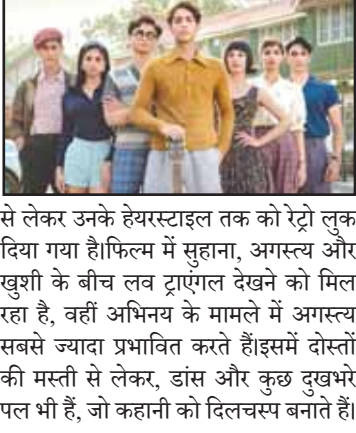 से लेकर उनके हेयरस्टाइल तक को रेट्रो लुक
दिया गया है।फिल्म में सुहाना, अगस्त्य और
खुशी के बीच लव ट्राएंगल देखने को मिल
रहा है, वहीं अभिनय के मामले में अगस्त्य
सबसे ज्यादा प्रभावित करते हैं।इसमें दोस्तों
की मस्ती से लेकर, डांस और कुछ दुखभरे
पल भी हैं, जो कहानी को दिलचस्प बनाते हैं।